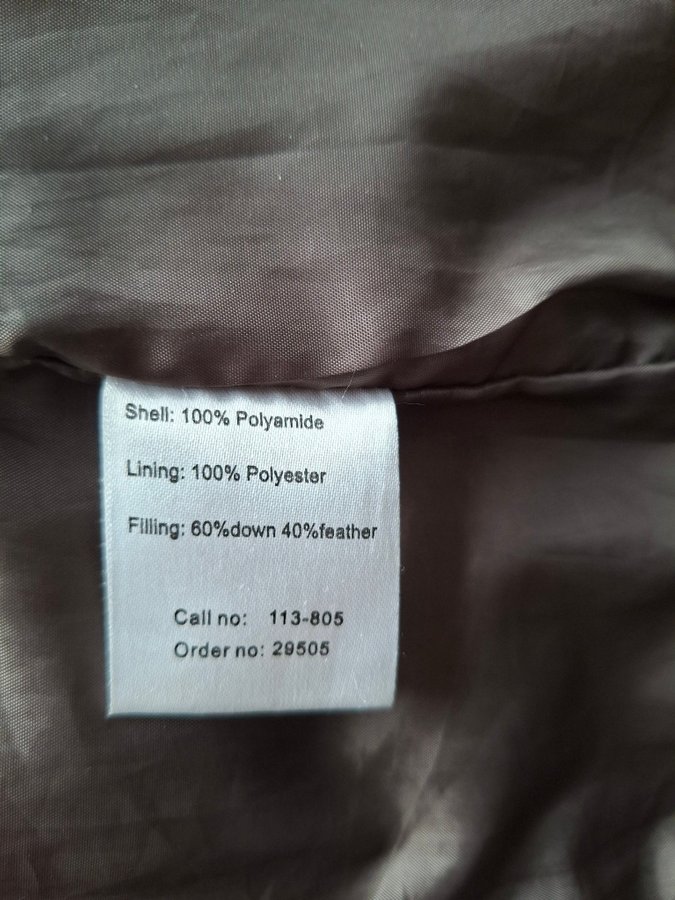 Shell: 100% Polyamide
Lining: 100% Polyester
Filling: 60%down 40%feather
Call no: 113-805
Order no: 29505